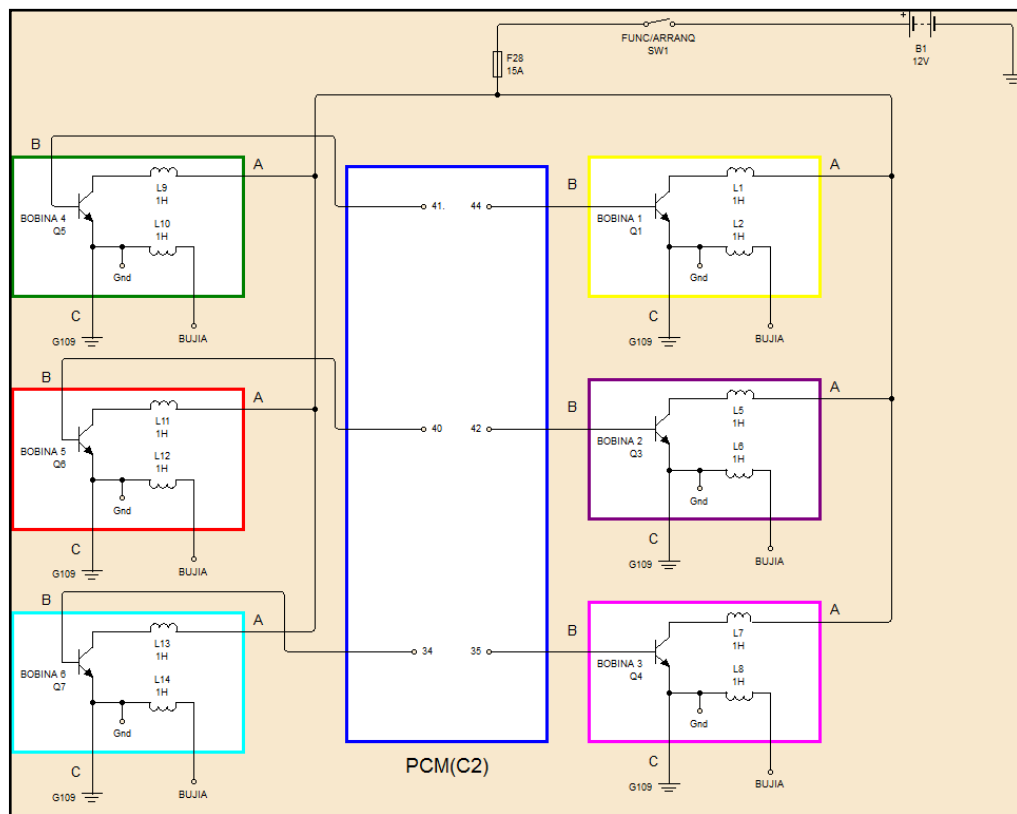 FUNC/ARRANQ
SW1
+
B1
12V
F28
15A
B
A
L9
1H
BOBINA 4
Q5
L10
1H
Gnd
C
G109
BUJIA
41.
44
B
A
L1
1H
BOBINA 1
Q1
L2
1H
Gnd
C
G109
BUJIA
B
A
L11
1H
BOBINA 5
Q6
L12
1H
Gnd
C
G109
BUJIA
40
42
B
A
L5
1H
BOBINA 2
Q3
L6
1H
Gnd
C
G109
BUJIA
B
A
L13
1H
BOBINA 6
Q7
L14
1H
Gnd
C
G109
BUJIA
34
35
B
A
L7
1H
BOBINA 3
Q4
L8
1H
Gnd
C
G109
BUJIA
PCM(C2)